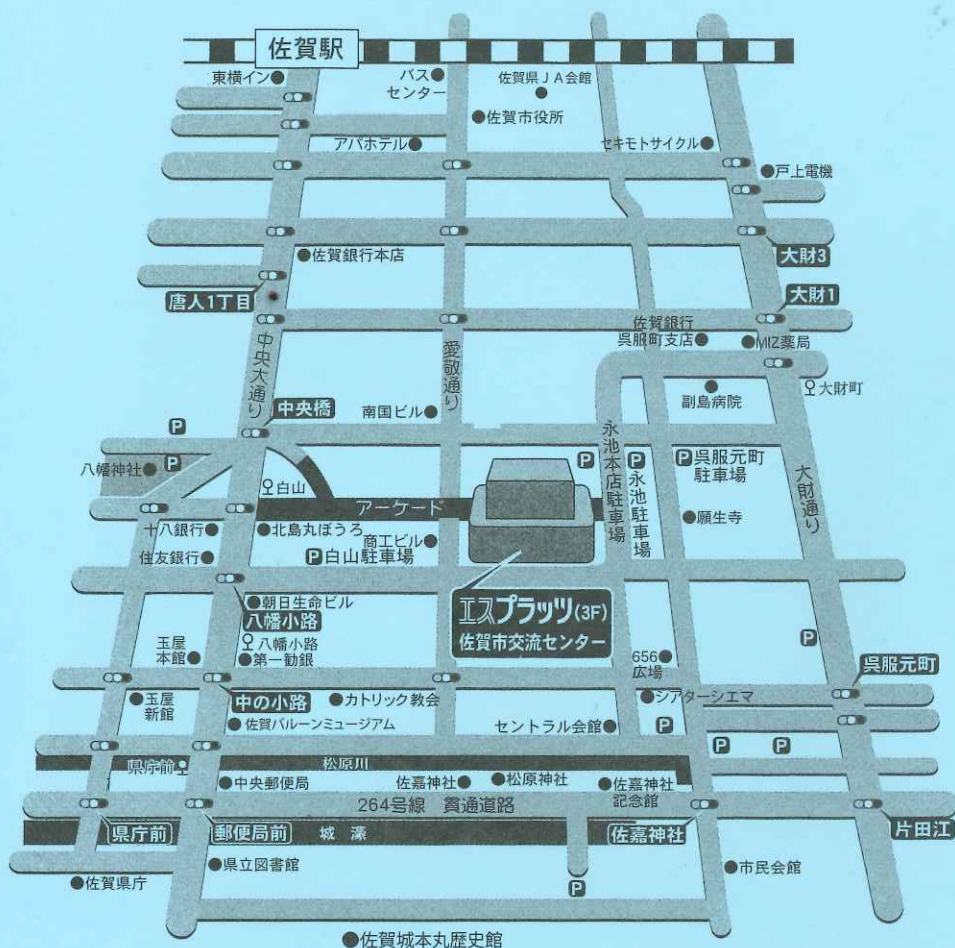 佐賀駅
東横イン
バス
センター
佐賀県JA会館
佐賀市役所
アパホテル
セキモトサイクル
戸上電機
佐賀銀行本店
大財3
唐人1丁目
大財1
佐賀銀行
呉服町支店
MIZ薬局
中央大通り
愛敬通り
副島病院
大財町
南国ビル
中央橋
P
八幡神社
P
白山
アーケード
P
永池本店駐車場
P
永池駐車場
P呉服元町
駐車場
大財通り
願生寺
十八銀行
北島丸ぼうろ
商工ビル
住友銀行
P白山駐車場
朝日生命ビル
八幡小路
エスプラッツ(3F)
佐賀市交流センター
玉屋
本館
八幡小路
第一勧銀
656
広場
P
呉服元町
中の小路
玉屋
新館
カトリック教会
シアターシエマ
佐賀バルーンミュージアム
セントラル会館
P
P
P
県庁前
松原川
中央郵便局
佐嘉神社
松原神社
佐嘉神社
記念館
264号線 貫通道路
県庁前
郵便局前
城濠
佐嘉神社
片田江
県立図書館
市民会館
佐賀県庁
P
佐賀城本丸歴史館